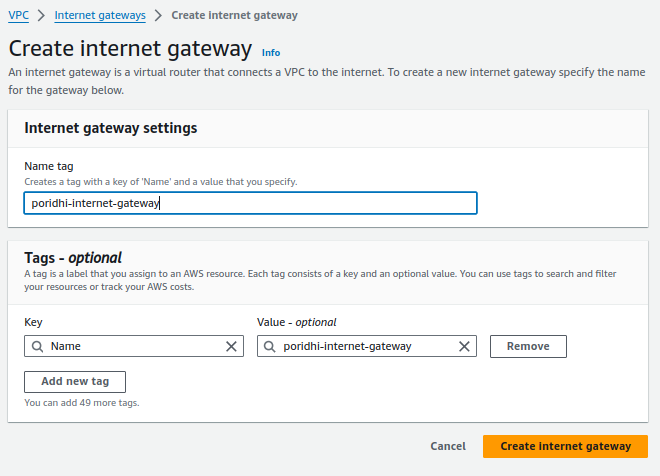 VPC > Internet gateways > Create internet gateway
Create internet gateway Info
An internet gateway is a virtual router that connects a VPC to the internet. To create a new internet gateway specify the name
for the gateway below.
Internet gateway settings
Name tag
Creates a tag with a key of 'Name' and a value that you specify.
poridhi-internet-gateway
Tags - optional
A tag is a label that you assign to an AWS resource. Each tag consists of a key and an optional value. You can use tags to search and filter
your resources or track your AWS costs.
Key Value - optional
Name poridhi-internet-gateway Remove
Add new tag
You can add 49 more tags.
Cancel Create internet gateway